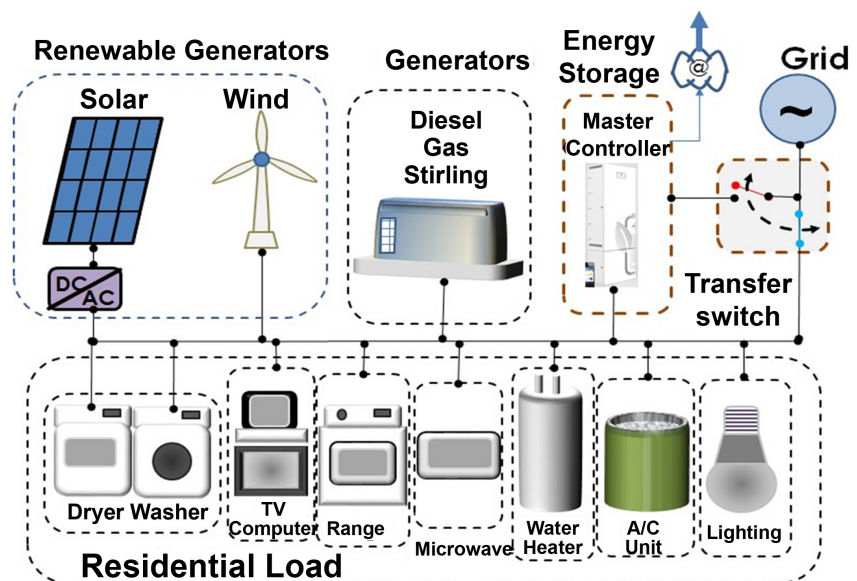 Renewable Generators
Solar
Wind
DC
AC
Generators
Diesel
Gas
Stirling
Energy
Storage
Master
Controller
@
Grid
~
Transfer
switch
Dryer Washer
TV
Computer
Range
Microwave
Water
Heater
A/C
Unit
Lighting
Residential Load